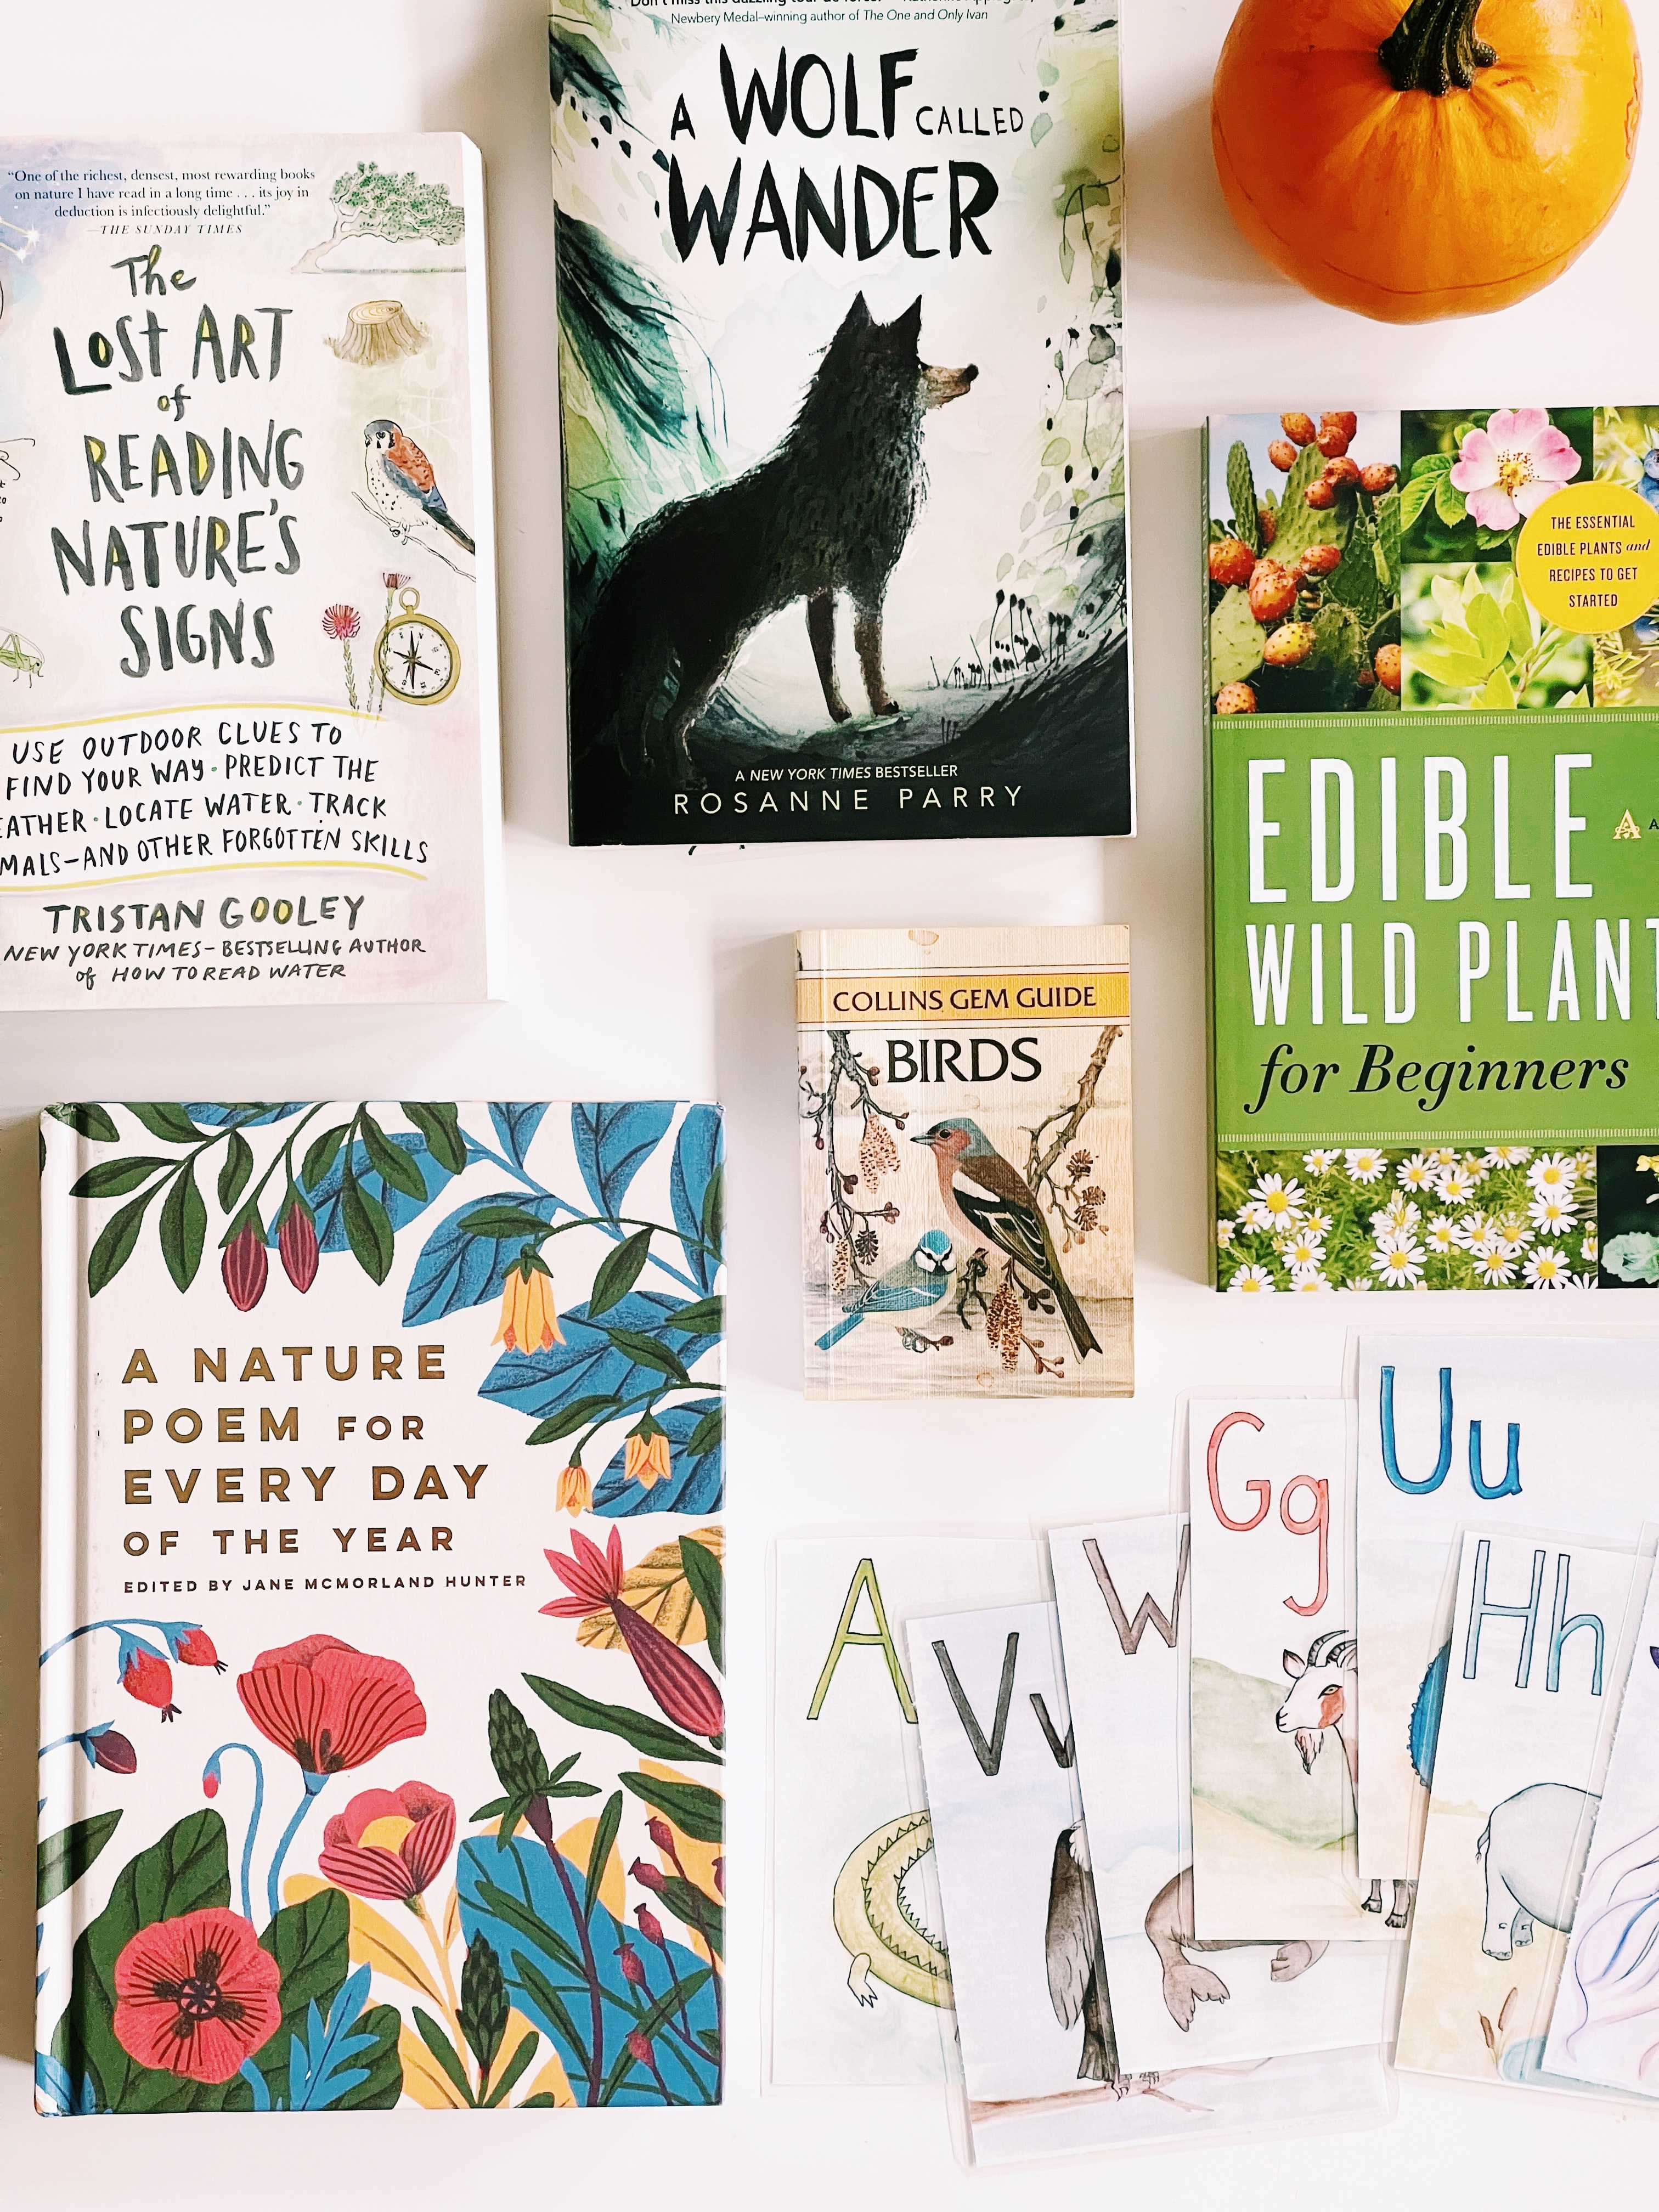 "One of the richest, densest, most rewarding books
on nature I have read in a long time . . . its joy in
deduction is infectiously delightful."
—THE SUNDAY TIMES
The
LOST ART
of
READING
NATURE'S
SIGNS
USE OUTDOOR CLUES TO
FIND YOUR WAY · PREDICT THE
EATHER · LOCATE WATER · TRACK
MALS—AND OTHER FORGOTTEN SKILLS
TRISTAN GOOLEY
NEW YORK TIMES-BESTSELLING AUTHOR
of HOW TO READ WATER
Newbery Medal–winning author of The One and Only Ivan
A WOLF CALLED
WANDER
A NEW YORK TIMES BESTSELLER
ROSANNE PARRY
THE ESSENTIAL
EDIBLE PLANTS and
RECIPES TO GET
STARTED
EDIBLE
WILD PLANT
for Beginners
COLLINS GEM GUIDE
BIRDS
A NATURE
POEM FOR
EVERY DAY
OF THE YEAR
EDITED BY JANE MCMORLAND HUNTER
A
Vv
W
Gg
Uu
Hh